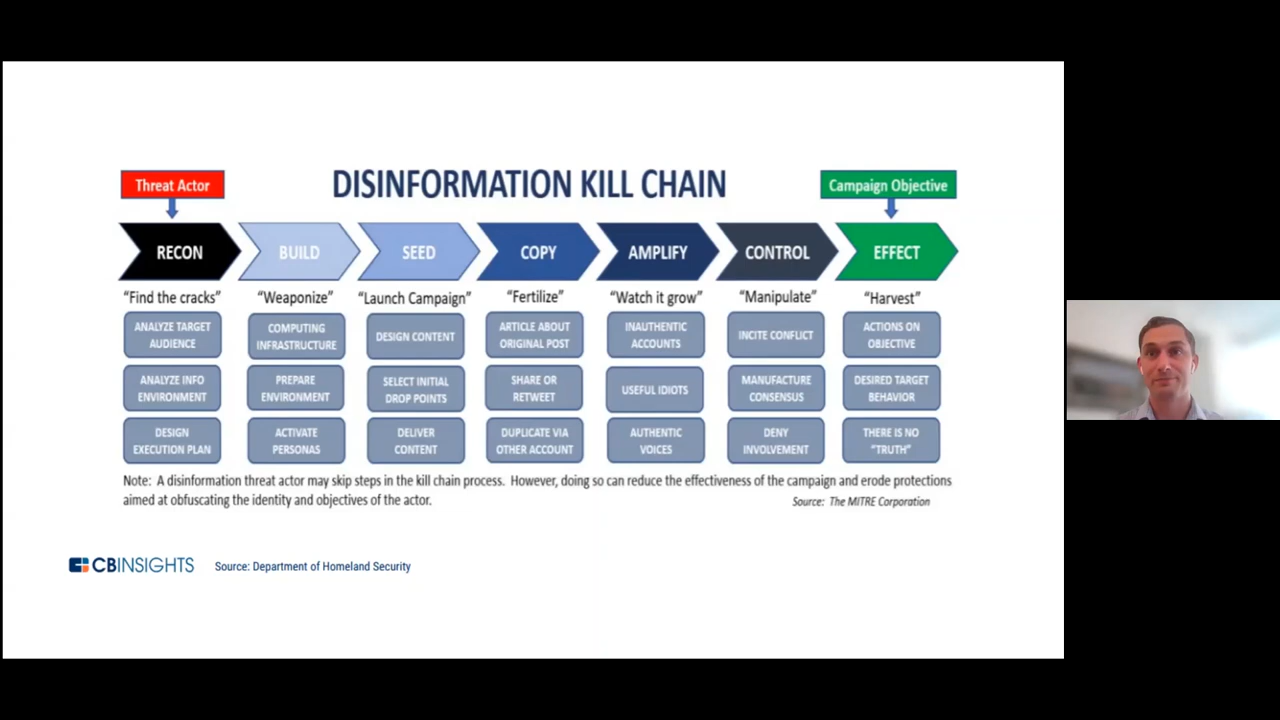 Threat Actor
DISINFORMATION KILL CHAIN
Campaign Objective
RECON
BUILD
SEED
COPY
AMPLIFY
CONTROL
EFFECT
"Find the cracks"
"Weaponize"
"Launch Campaign"
"Fertilize"
"Watch it grow"
"Manipulate"
"Harvest"
ANALYZE TARGET
AUDIENCE
COMPUTING
INFRASTRUCTURE
DESIGN CONTENT
ARTICLE ABOUT
ORIGINAL POST
INAUTHENTIC
ACCOUNTS
INCITE CONFLICT
ACTIONS ON
OBJECTIVE
ANALYZE INFO
ENVIRONMENT
PREPARE
ENVIRONMENT
SELECT INITIAL
DROP POINTS
SHARE OR
RETWEET
USEFUL IDIOTS
MANUFACTURE
CONSENSUS
DESIRED TARGET
BEHAVIOR
DESIGN
EXECUTION PLAN
ACTIVATE
PERSONAS
DELIVER
CONTENT
DUPLICATE VIA
OTHER ACCOUNT
AUTHENTIC
VOICES
DENY
INVOLVEMENT
THERE IS NO
"TRUTH"
Note: A disinformation threat actor may skip steps in the kill chain process. However, doing so can reduce the effectiveness of the campaign and erode protections
aimed at obfuscating the identity and objectives of the actor.
Source: The MITRE Corporation
CBINSIGHTS
Source: Department of Homeland Security